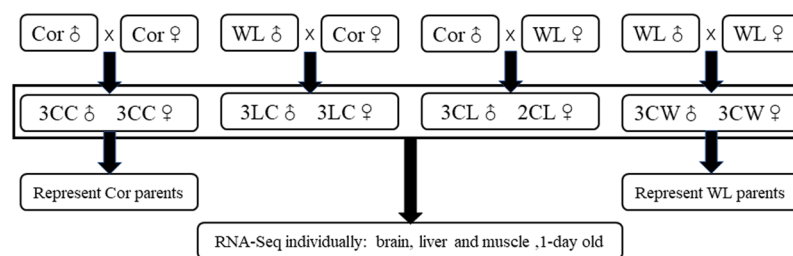 Cor ♂ x Cor ♀ WL ♂ x Cor ♀ Cor ♂ x WL ♀ WL ♂ x WL ♀
3CC ♂ 3CC ♀ 3LC ♂ 3LC ♀ 3CL ♂ 2CL ♀ 3CW ♂ 3CW ♀
Represent Cor parents Represent WL parents
RNA-Seq individually: brain, liver and muscle ,1-day old